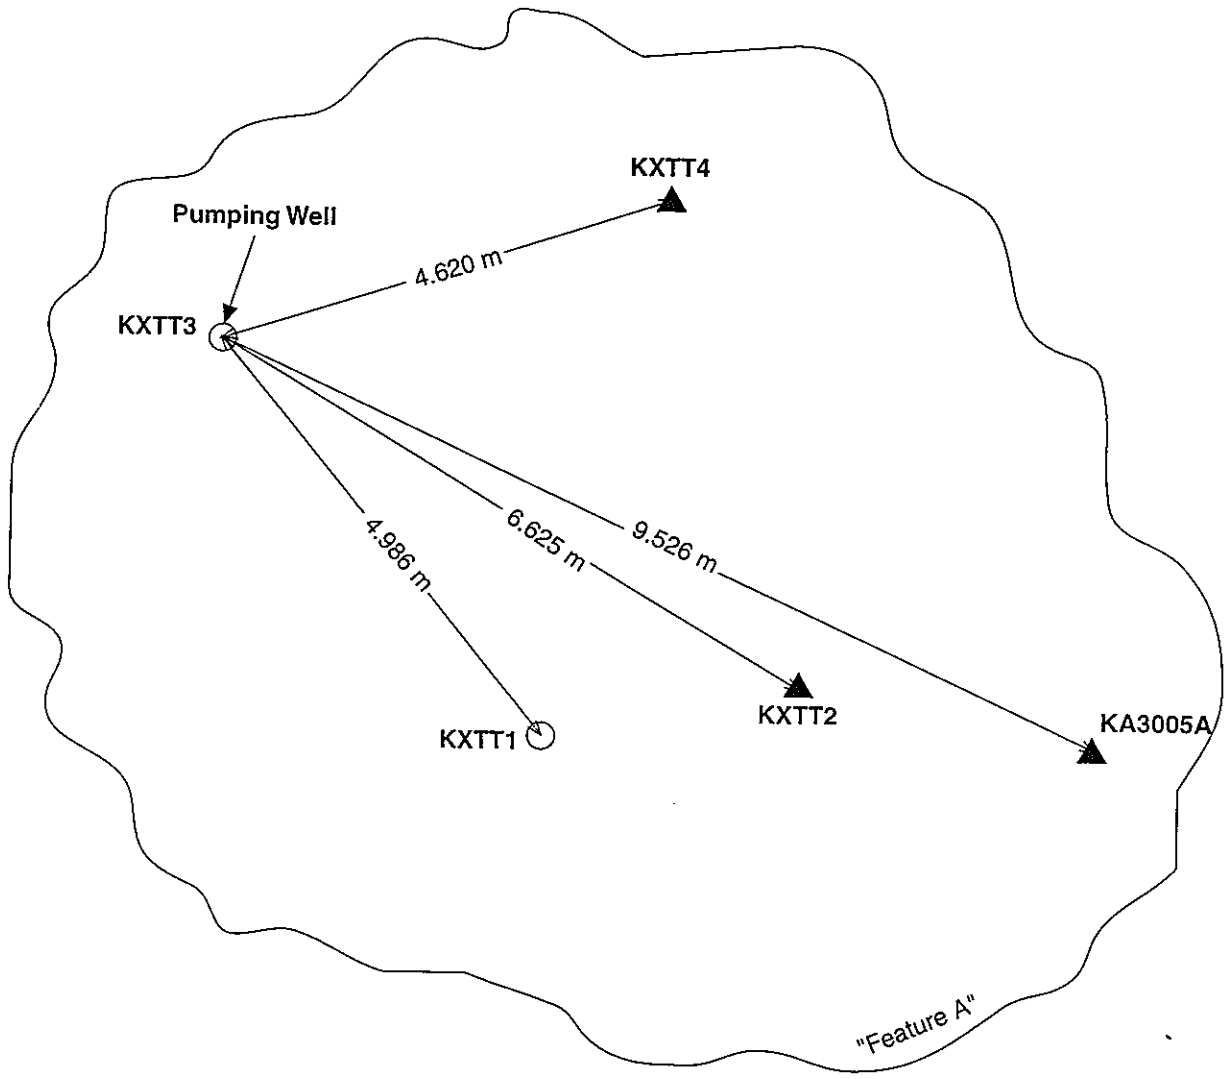 KXTT4
Pumping Well
4.620 m
KXTT3
9.526 m
6.625 m
4.986 m
KXTT2
KA3005A
KXTT1
"Feature A"